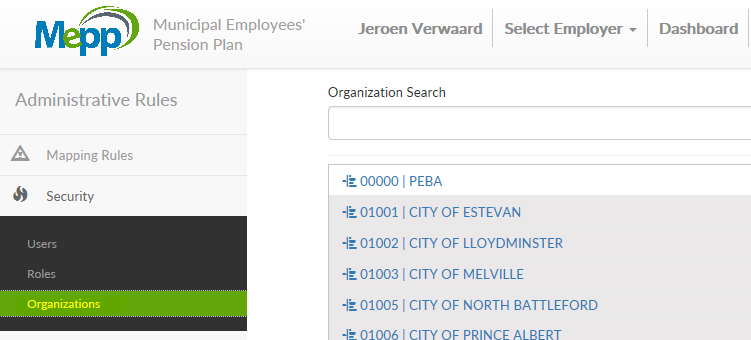 Mepp
Municipal Employees'
Pension Plan
Jeroen Verwaard
Select Employer
Dashboard
Administrative Rules
Mapping Rules
Security
Users
Roles
Organizations
Organization Search
00000 | PEBA
01001 | CITY OF ESTEVAN
01002 | CITY OF LLOYDMINSTER
01003 | CITY OF MELVILLE
01005 | CITY OF NORTH BATTLEFORD
01006 | CITY OF PRINCE ALBERT